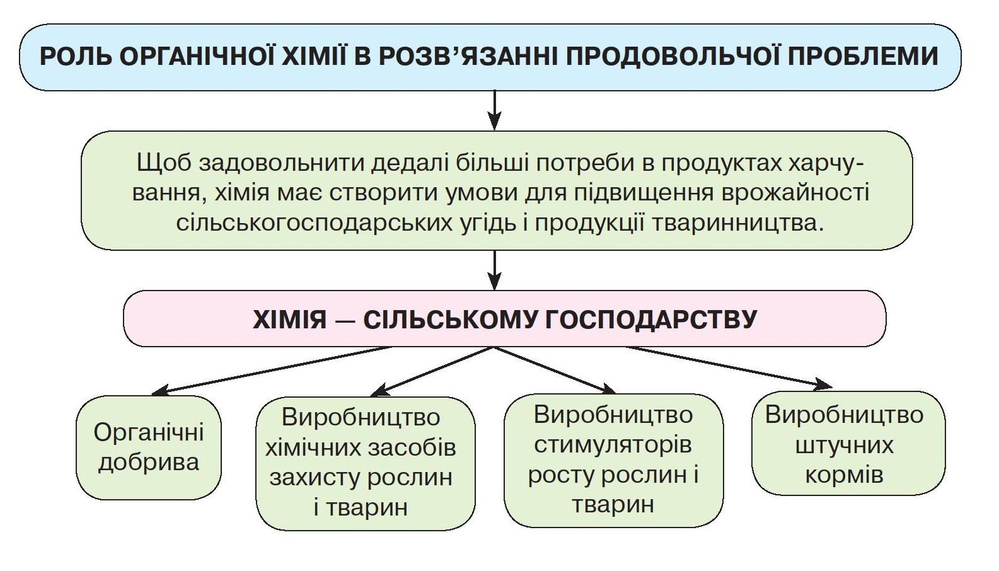 РОЛЬ ОРГАНІЧНОЇ ХІМІЇ В РОЗВ’ЯЗАННІ ПРОДОВОЛЬЧОЇ ПРОБЛЕМИ
Щоб задовольнити дедалі більші потреби в продуктах харчу-
вання, хімія має створити умови для підвищення врожайності
сільськогосподарських угідь і продукції тваринництва.
ХІМІЯ — СІЛЬСЬКОМУ ГОСПОДАРСТВУ
Органічні
добрива
Виробництво
хімічних засобів
захисту рослин
і тварин
Виробництво
стимуляторів
росту рослин і
тварин
Виробництво
штучних
кормів